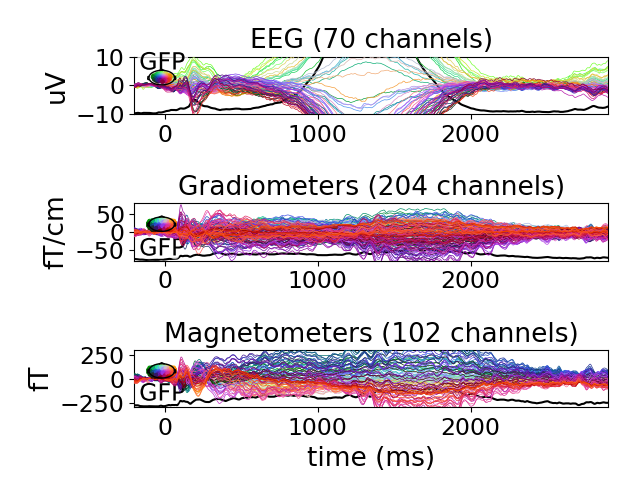 EEG (70 channels)
10
0
−10
uV
GFP
0
1000
2000
Gradiometers (204 channels)
50
0
−50
fT/cm
GFP
0
1000
2000
Magnetometers (102 channels)
250
0
−250
fT
GFP
0
1000
2000
time (ms)